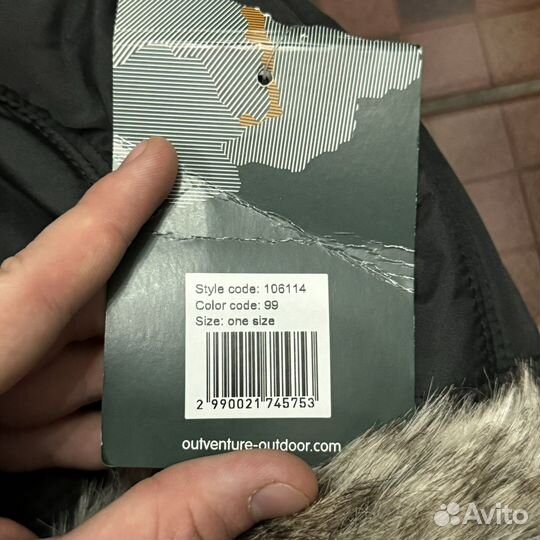 Style code: 106114
Color code: 99
Size: one size
2 990021 745753
outventure-outdoor.com
Avito